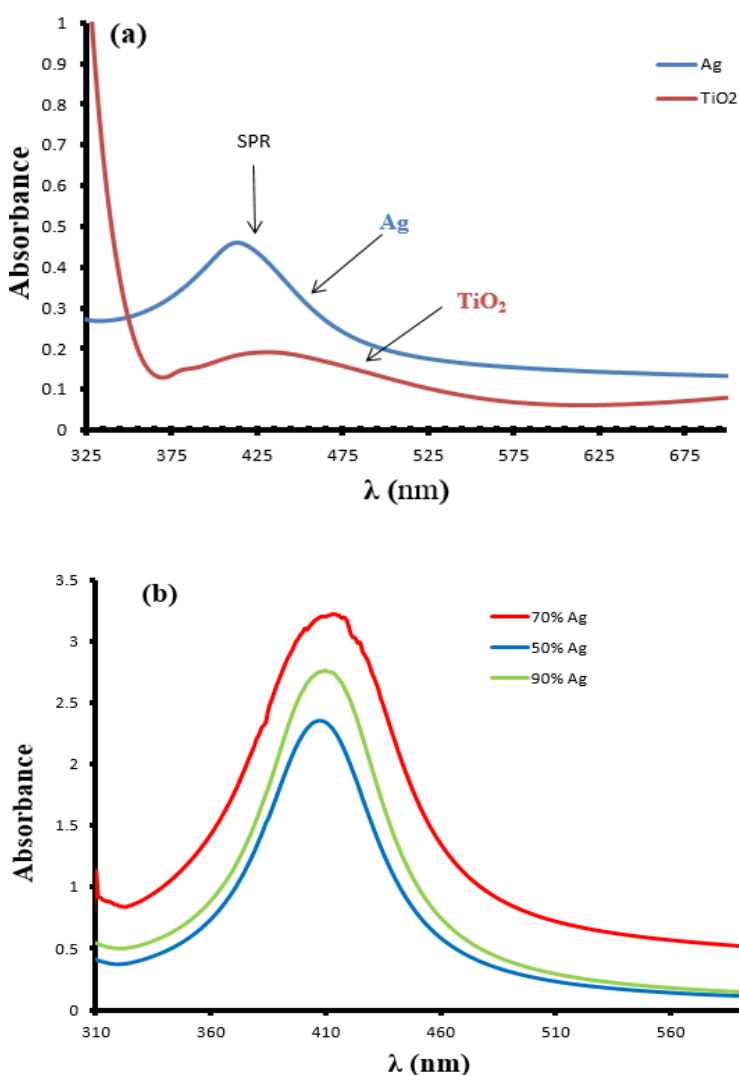 (a)
1
0.9
0.8
0.7
0.6
0.5
0.4
0.3
0.2
0.1
0
Absorbance
Ag
TiO2
SPR
Ag
TiO₂
325 375 425 475 525 575 625 675
λ (nm)
(b)
3.5
3
2.5
2
1.5
1
0.5
0
Absorbance
70% Ag
50% Ag
90% Ag
310 360 410 460 510 560
λ (nm)